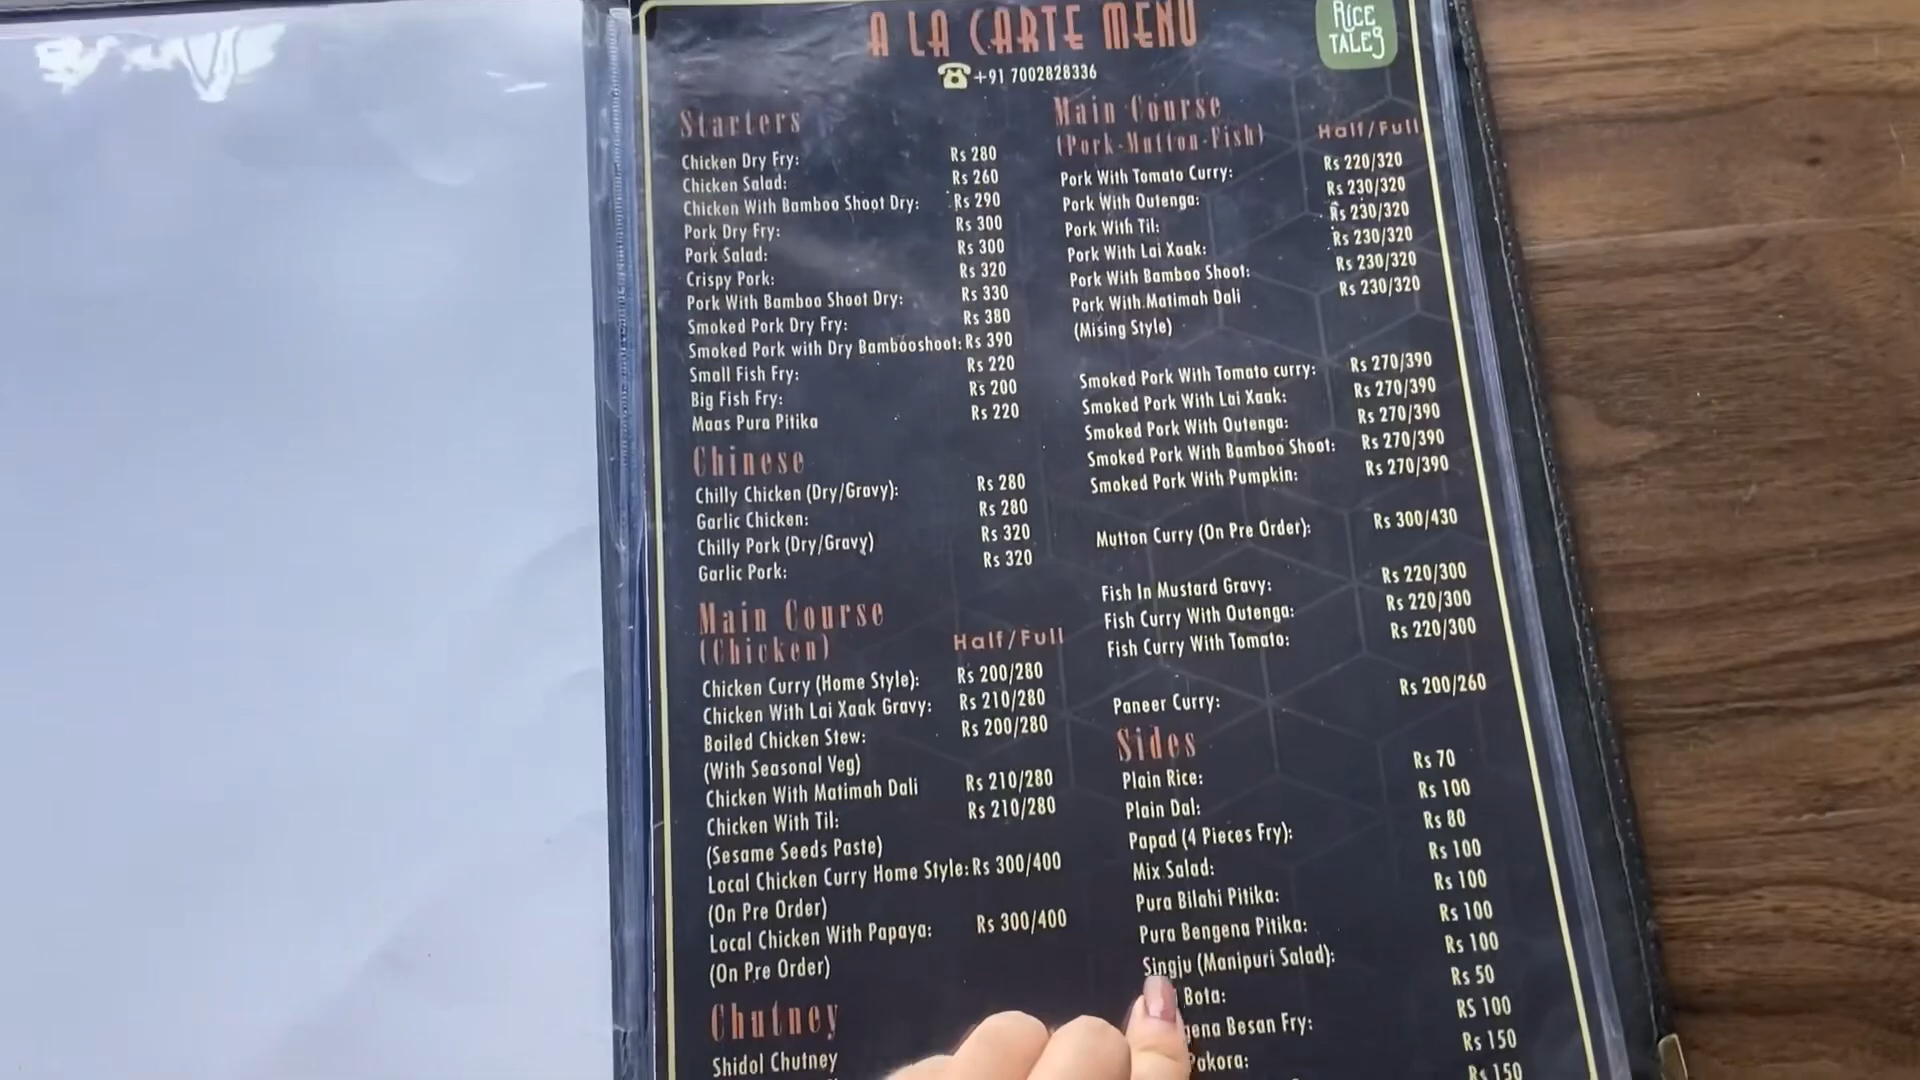 A LA CARTE MENU
RICE
TALES
+91 7002828336
Starters
Chicken Dry Fry: Rs 280
Chicken Salad: Rs 260
Chicken With Bamboo Shoot Dry: Rs 290
Pork Dry Fry: Rs 300
Pork Salad: Rs 300
Crispy Pork: Rs 320
Pork With Bamboo Shoot Dry: Rs 330
Smoked Pork Dry Fry: Rs 380
Smoked Pork with Dry Bambooshoot: Rs 390
Small Fish Fry: Rs 220
Big Fish Fry: Rs 200
Maas Pura Pitika Rs 220
Chinese
Chilly Chicken (Dry/Gravy): Rs 280
Garlic Chicken: Rs 280
Chilly Pork (Dry/Gravy) Rs 320
Garlic Pork: Rs 320
Main Course
(Chicken) Half/Full
Chicken Curry (Home Style): Rs 200/280
Chicken With Lai Xaak Gravy: Rs 210/280
Boiled Chicken Stew: Rs 200/280
(With Seasonal Veg)
Chicken With Matimah Dali Rs 210/280
Chicken With Til: Rs 210/280
(Sesame Seeds Paste)
Local Chicken Curry Home Style: Rs 300/400
(On Pre Order)
Local Chicken With Papaya: Rs 300/400
(On Pre Order)
Chutney
Shidol Chutney
Main Course
(Pork-Mutton-Fish) Half/Full
Pork With Tomato Curry: Rs 220/320
Pork With Outenga: Rs 230/320
Pork With Til: Rs 230/320
Pork With Lai Xaak: Rs 230/320
Pork With Bamboo Shoot: Rs 230/320
Pork With Matimah Dali Rs 230/320
(Mising Style)
Smoked Pork With Tomato curry: Rs 270/390
Smoked Pork With Lai Xaak: Rs 270/390
Smoked Pork With Outenga: Rs 270/390
Smoked Pork With Bamboo Shoot: Rs 270/390
Smoked Pork With Pumpkin: Rs 270/390
Mutton Curry (On Pre Order): Rs 300/430
Fish In Mustard Gravy: Rs 220/300
Fish Curry With Outenga: Rs 220/300
Fish Curry With Tomato: Rs 220/300
Paneer Curry: Rs 200/260
Sides
Plain Rice: Rs 70
Plain Dal: Rs 100
Papad (4 Pieces Fry): Rs 80
Mix Salad: Rs 100
Pura Bilahi Pitika: Rs 100
Pura Bengena Pitika: Rs 100
Singju (Manipuri Salad): Rs 100
Bota: Rs 50
Besan Fry: RS 100
Rs 150
Rs 150